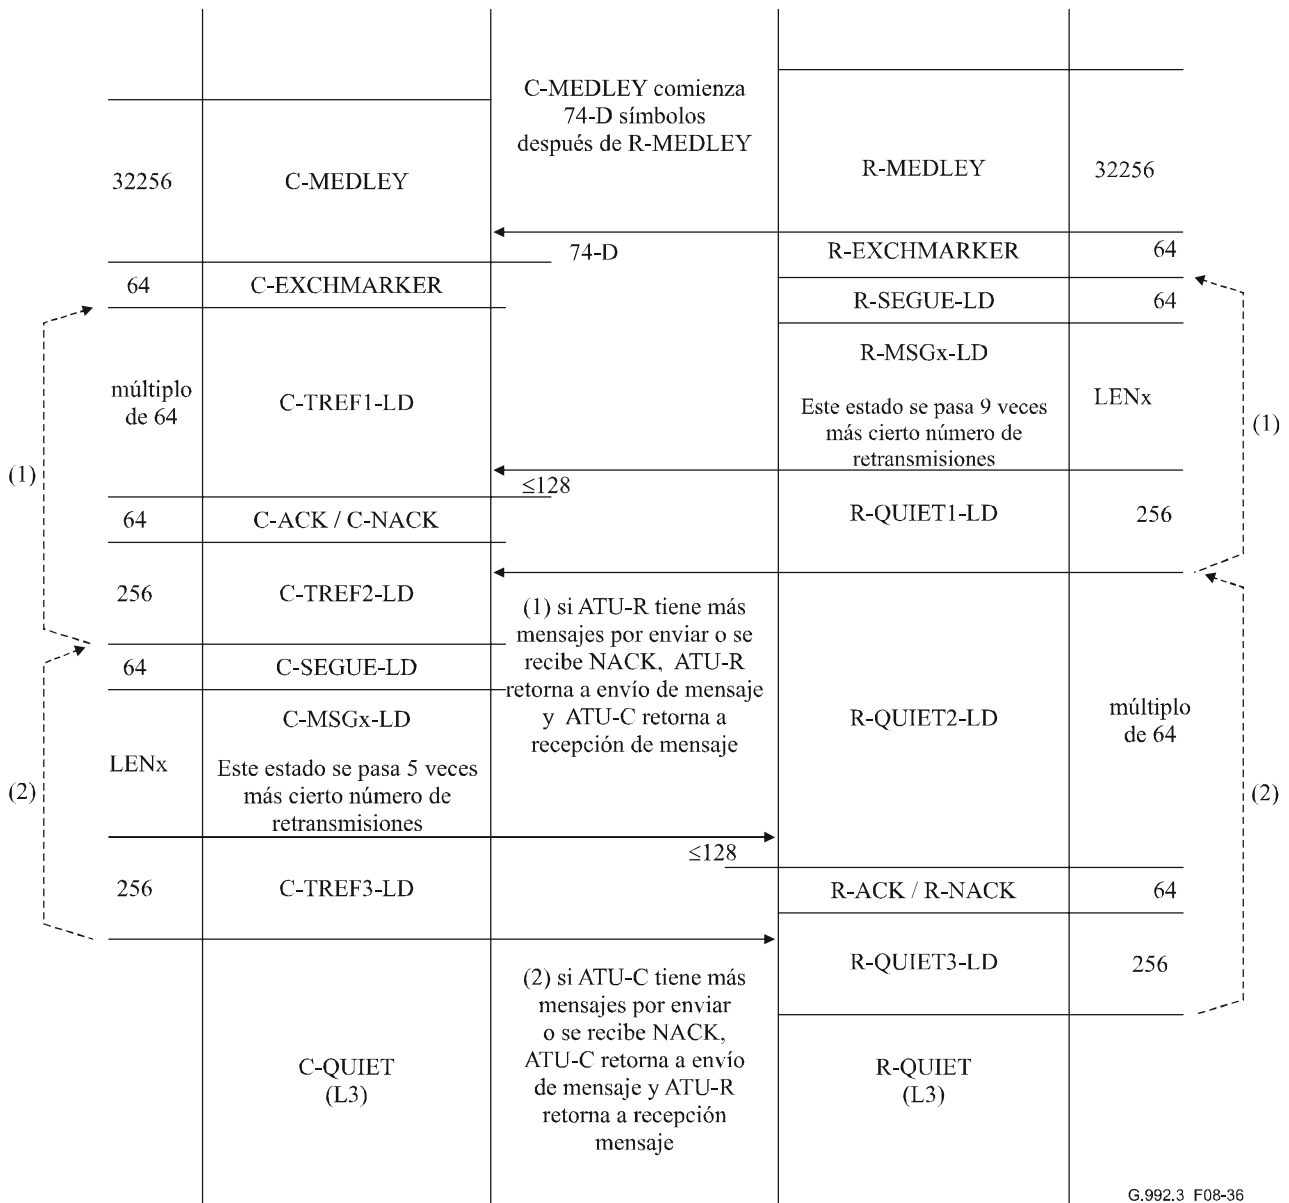 C-MEDLEY comienza
74-D símbolos
después de R-MEDLEY
32256
C-MEDLEY
R-MEDLEY
32256
74-D
R-EXCHMARKER
64
64
C-EXCHMARKER
R-SEGUE-LD
64
(1)
múltiplo
de 64
C-TREF1-LD
R-MSGx-LD
Este estado se pasa 9 veces
más cierto número de
retransmisiones
LENx
(1)
≤128
64
C-ACK / C-NACK
R-QUIET1-LD
256
256
C-TREF2-LD
(1) si ATU-R tiene más
mensajes por enviar o se
recibe NACK, ATU-R
retorna a envío de mensaje
y ATU-C retorna a
recepción de mensaje
64
C-SEGUE-LD
R-QUIET2-LD
múltiplo
de 64
(2)
LENx
C-MSGx-LD
Este estado se pasa 5 veces
más cierto número de
retransmisiones
(2)
≤128
256
C-TREF3-LD
R-ACK / R-NACK
64
R-QUIET3-LD
256
(2) si ATU-C tiene más
mensajes por enviar
o se recibe NACK,
ATU-C retorna a envío
de mensaje y ATU-R
retorna a recepción
mensaje
C-QUIET
(L3)
R-QUIET
(L3)
G.992.3_F08-36